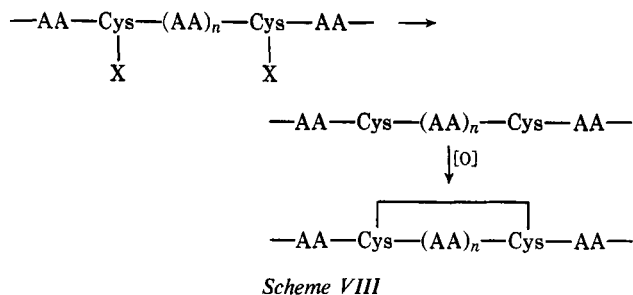 —AA—Cys—(AA)n—Cys—AA— →
X X
—AA—Cys—(AA)n—Cys—AA—
↓[O]
—AA—Cys—(AA)n—Cys—AA—
Scheme VIII